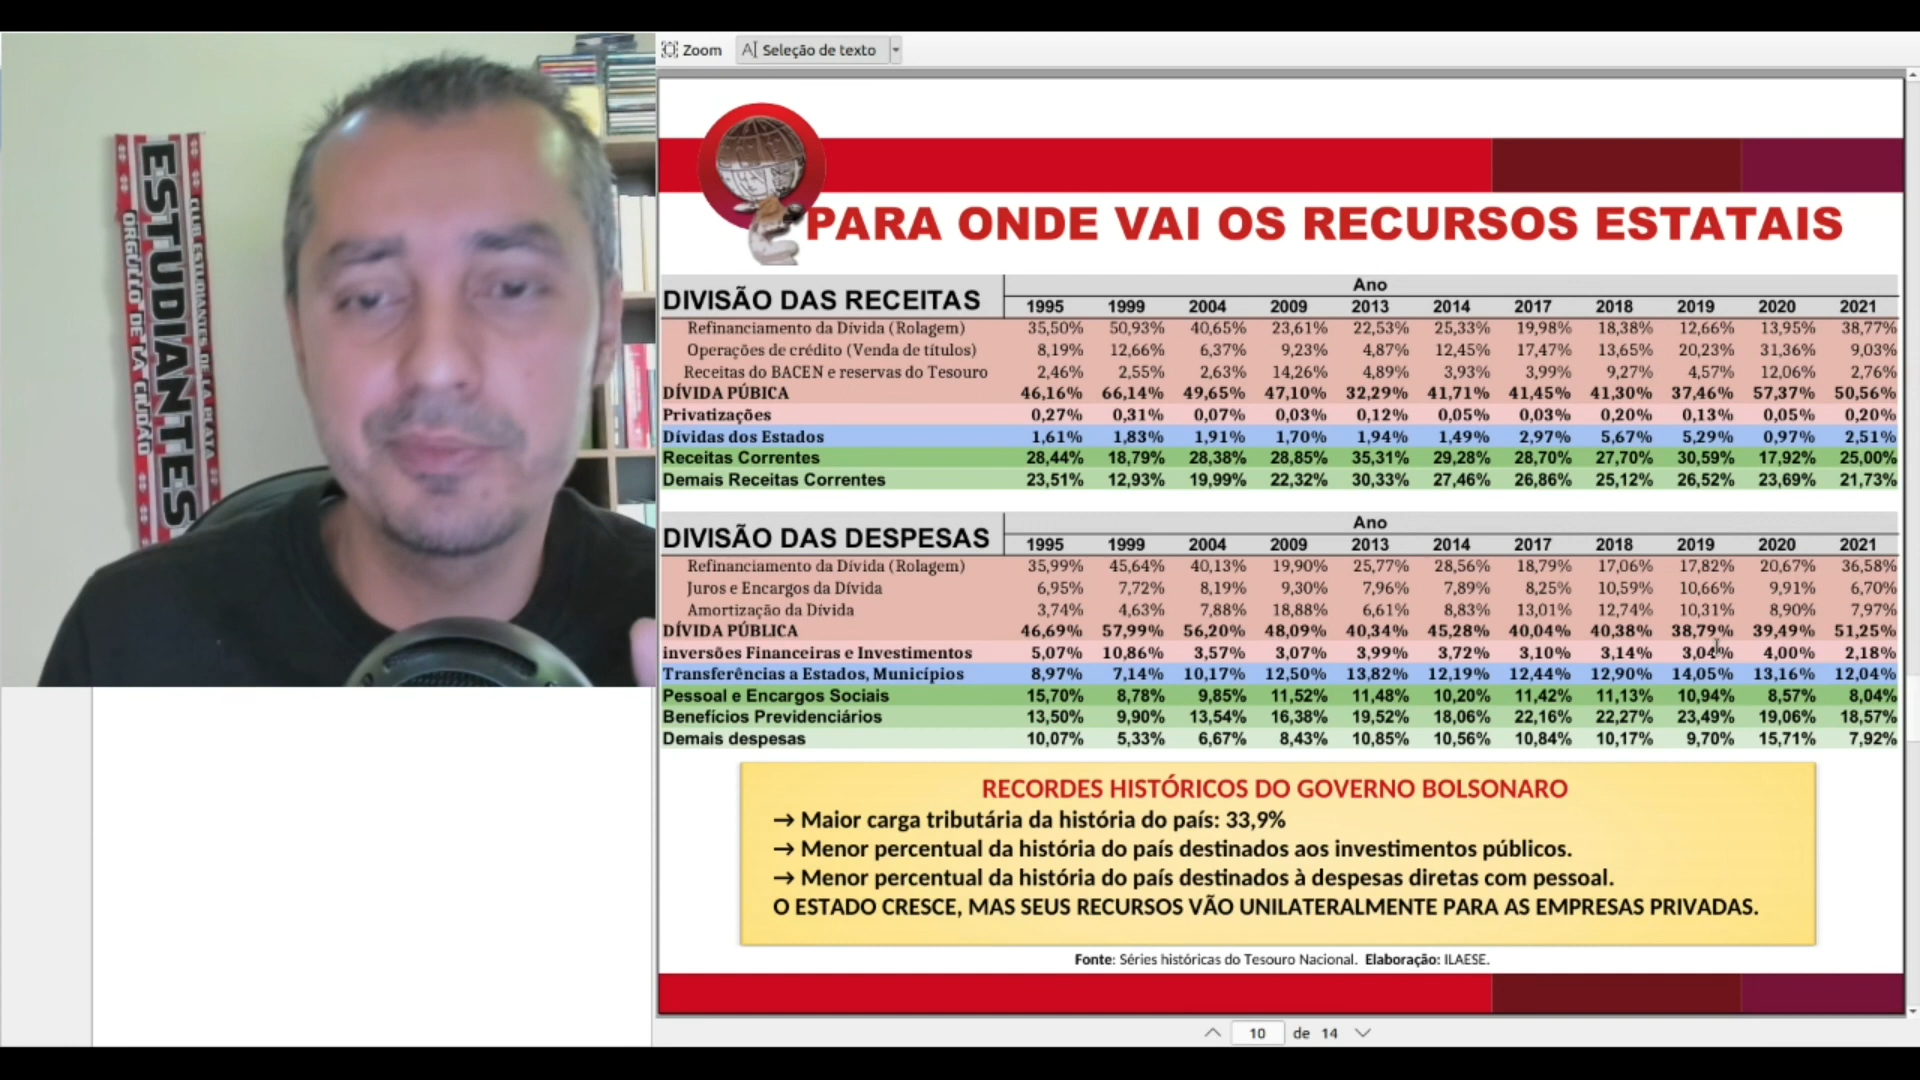 Zoom
Seleção de texto
ESTUDIANTES
CLUB ESTUDIANTES DE LA PLATA
ORGULLO DE LA CIUDAD
PARA ONDE VAI OS RECURSOS ESTATAIS
DIVISÃO DAS RECEITAS Ano
1995 1999 2004 2009 2013 2014 2017 2018 2019 2020 2021
Refinanciamento da Dívida (Rolagem) 35,50% 50,93% 40,65% 23,61% 22,53% 25,33% 19,98% 18,38% 12,66% 13,95% 38,77%
Operações de crédito (Venda de títulos) 8,19% 12,66% 6,37% 9,23% 4,87% 12,45% 17,47% 13,65% 20,23% 31,36% 9,03%
Receitas do BACEN e reservas do Tesouro 2,46% 2,55% 2,63% 14,26% 4,89% 3,93% 3,99% 9,27% 4,57% 12,06% 2,76%
DÍVIDA PÚBICA 46,16% 66,14% 49,65% 47,10% 32,29% 41,71% 41,45% 41,30% 37,46% 57,37% 50,56%
Privatizações 0,27% 0,31% 0,07% 0,03% 0,12% 0,05% 0,03% 0,20% 0,13% 0,05% 0,20%
Dívidas dos Estados 1,61% 1,83% 1,91% 1,70% 1,94% 1,49% 2,97% 5,67% 5,29% 0,97% 2,51%
Receitas Correntes 28,44% 18,79% 28,38% 28,85% 35,31% 29,28% 28,70% 27,70% 30,59% 17,92% 25,00%
Demais Receitas Correntes 23,51% 12,93% 19,99% 22,32% 30,33% 27,46% 26,86% 25,12% 26,52% 23,69% 21,73%
DIVISÃO DAS DESPESAS Ano
1995 1999 2004 2009 2013 2014 2017 2018 2019 2020 2021
Refinanciamento da Dívida (Rolagem) 35,99% 45,64% 40,13% 19,90% 25,77% 28,56% 18,79% 17,06% 17,82% 20,67% 36,58%
Juros e Encargos da Dívida 6,95% 7,72% 8,19% 9,30% 7,96% 7,89% 8,25% 10,59% 10,66% 9,91% 6,70%
Amortização da Dívida 3,74% 4,63% 7,88% 18,88% 6,61% 8,83% 13,01% 12,74% 10,31% 8,90% 7,97%
DÍVIDA PÚBLICA 46,69% 57,99% 56,20% 48,09% 40,34% 45,28% 40,04% 40,38% 38,79% 39,49% 51,25%
inversões Financeiras e Investimentos 5,07% 10,86% 3,57% 3,07% 3,99% 3,72% 3,10% 3,14% 3,04% 4,00% 2,18%
Transferências a Estados, Municípios 8,97% 7,14% 10,17% 12,50% 13,82% 12,19% 12,44% 12,90% 14,05% 13,16% 12,04%
Pessoal e Encargos Sociais 15,70% 8,78% 9,85% 11,52% 11,48% 10,20% 11,42% 11,13% 10,94% 8,57% 8,04%
Benefícios Previdenciários 13,50% 9,90% 13,54% 16,38% 19,52% 18,06% 22,16% 22,27% 23,49% 19,06% 18,57%
Demais despesas 10,07% 5,33% 6,67% 8,43% 10,85% 10,56% 10,84% 10,17% 9,70% 15,71% 7,92%
RECORDES HISTÓRICOS DO GOVERNO BOLSONARO
→ Maior carga tributária da história do país: 33,9%
→ Menor percentual da história do país destinados aos investimentos públicos.
→ Menor percentual da história do país destinados à despesas diretas com pessoal.
O ESTADO CRESCE, MAS SEUS RECURSOS VÃO UNILATERALMENTE PARA AS EMPRESAS PRIVADAS.
Fonte: Séries históricas do Tesouro Nacional. Elaboração: ILAESE.
10 de 14